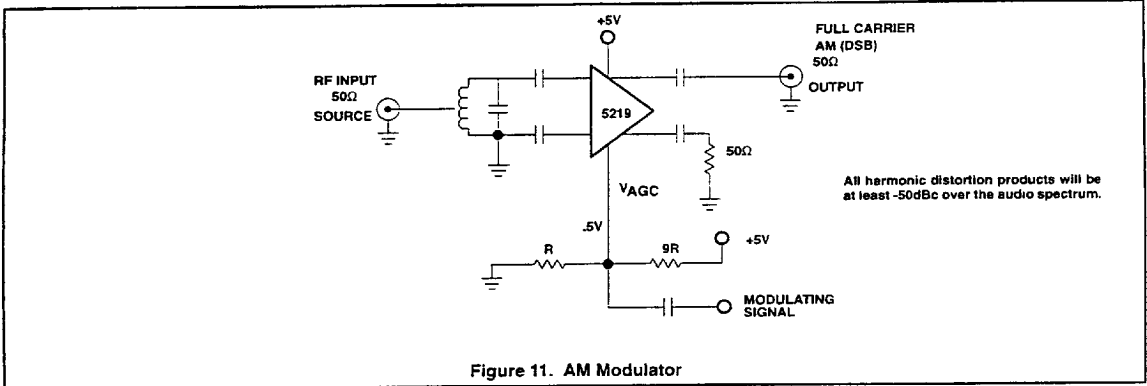 +5V
FULL CARRIER
AM (DSB)
50Ω
OUTPUT
RF INPUT
50Ω
SOURCE
5219
50Ω
VAGC
All harmonic distortion products will be
at least -50dBc over the audio spectrum.
.5V
R
9R
+5V
MODULATING
SIGNAL
Figure 11. AM Modulator